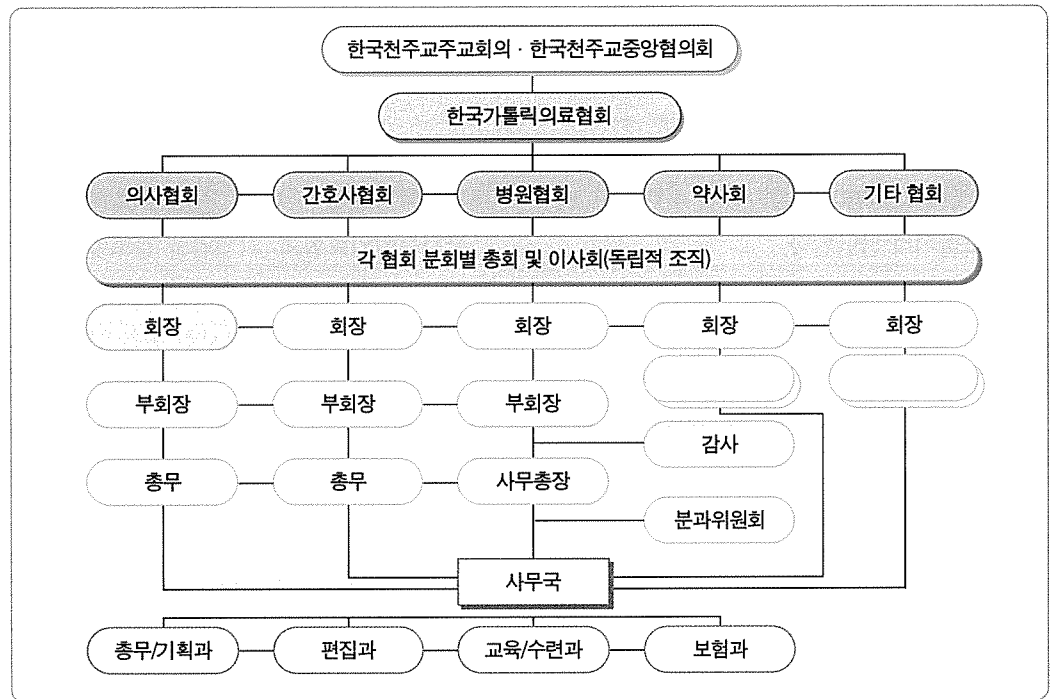 한국천주교주교회의 · 한국천주교중앙협의회
한국가톨릭의료협회
의사협회 간호사협회 병원협회 약사회 기타 협회
각 협회 분회별 총회 및 이사회(독립적 조직)
회장 회장 회장 회장 회장
부회장 부회장 부회장
감사
총무 총무 사무총장
분과위원회
사무국
총무/기획과 편집과 교육/수련과 보험과